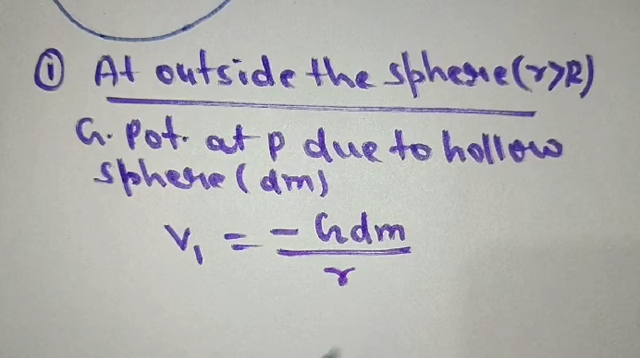 ① At outside the sphere (r>R)
G. Pot. at p due to hollow
sphere (dm)
V₁ = - Gdm
r